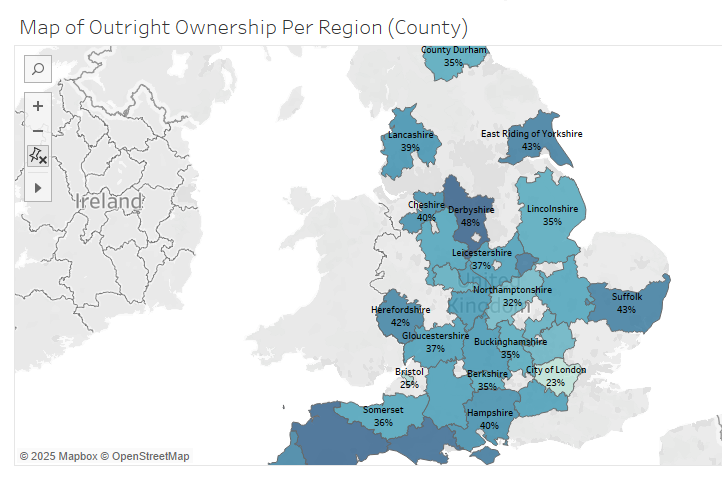 Map of Outright Ownership Per Region (County)
County Durham
35%
Lancashire
39%
East Riding of Yorkshire
43%
Ireland
Cheshire
40%
Derbyshire
48%
Lincolnshire
35%
Leicestershire
37%
United
Kingdom
Northamptonshire
32%
Suffolk
43%
Herefordshire
42%
Gloucestershire
37%
Buckinghamshire
35%
Bristol
25%
Berkshire
35%
City of London
23%
Somerset
36%
Hampshire
40%
© 2025 Mapbox © OpenStreetMap